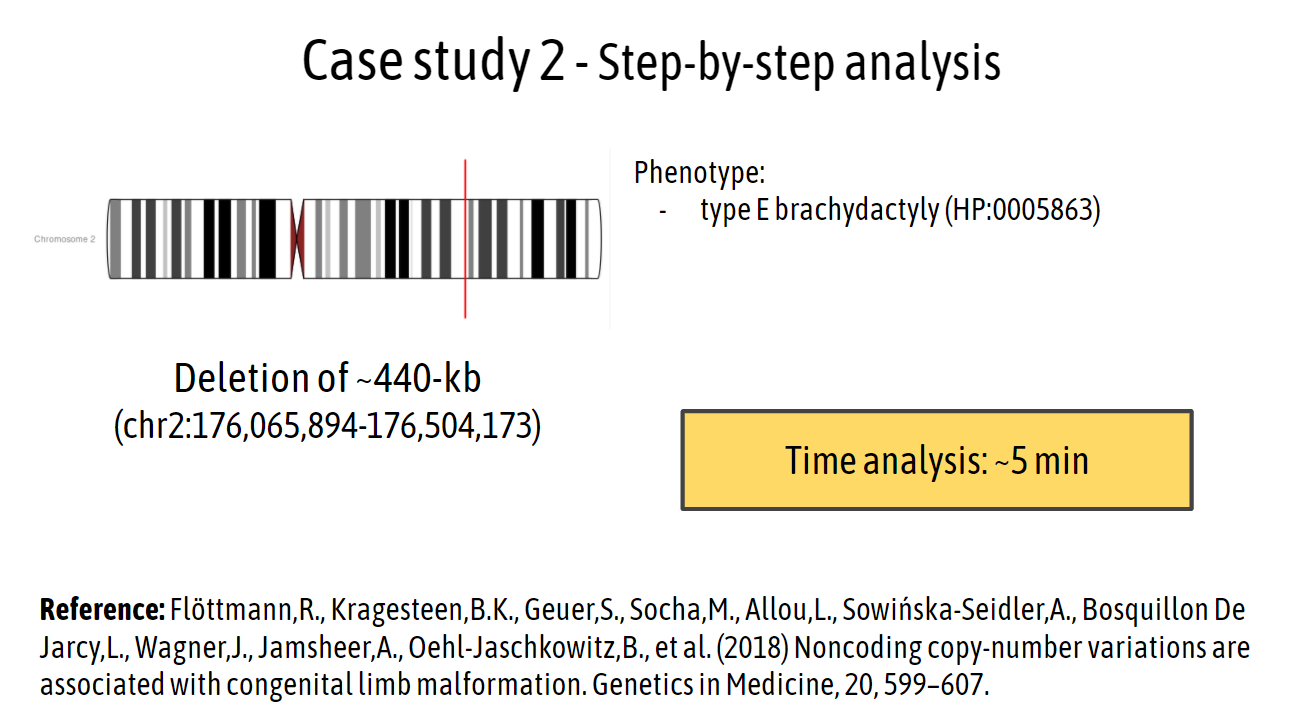 Case study 2 - Step-by-step analysis
Chromosome 2
Phenotype:
- type E brachydactyly (HP:0005863)
Deletion of ~440-kb
(chr2:176,065,894-176,504,173)
Time analysis: ~5 min
Reference: Flöttmann,R., Kragesteen,B.K., Geuer,S., Socha,M., Allou,L., Sowińska-Seidler,A., Bosquillon De
Jarcy,L., Wagner,J., Jamsheer,A., Oehl-Jaschkowitz,B., et al. (2018) Noncoding copy-number variations are
associated with congenital limb malformation. Genetics in Medicine, 20, 599–607.